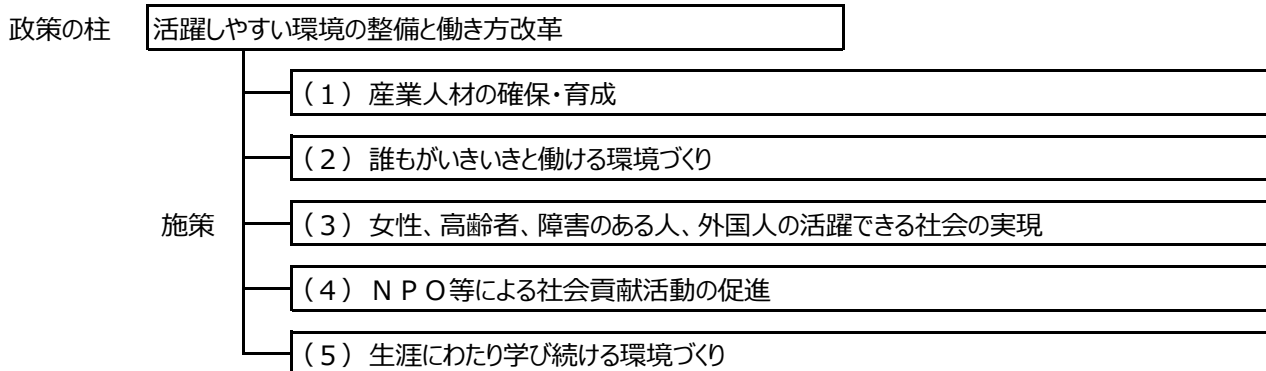 政策の柱 活躍しやすい環境の整備と働き方改革
（１）産業人材の確保・育成
（２）誰もがいきいきと働ける環境づくり
施策 （３）女性、高齢者、障害のある人、外国人の活躍できる社会の実現
（４）ＮＰＯ等による社会貢献活動の促進
（５）生涯にわたり学び続ける環境づくり